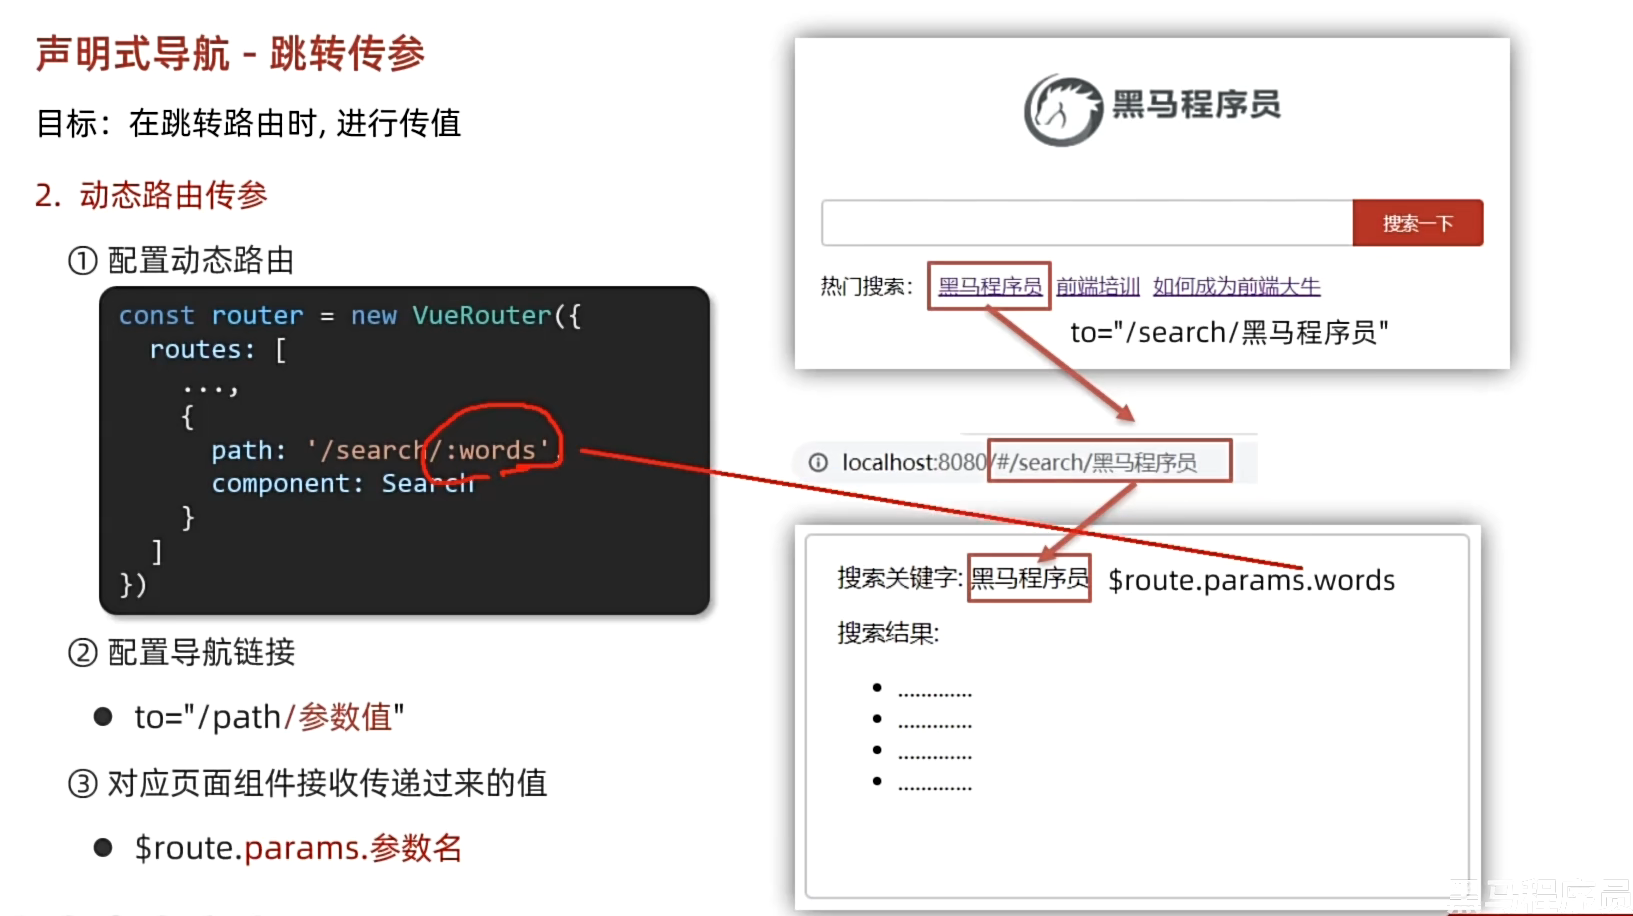 声明式导航 - 跳转传参
目标：在跳转路由时, 进行传值
2. 动态路由传参
① 配置动态路由
const router = new VueRouter({
routes: [
...,
{
path: '/search/:words',
component: Search
}
]
})
② 配置导航链接
● to="/path/参数值"
③ 对应页面组件接收传递过来的值
● $route.params.参数名
黑马程序员
搜索一下
热门搜索： 黑马程序员 前端培训 如何成为前端大牛
to="/search/黑马程序员"
localhost:8080/#/search/黑马程序员
搜索关键字: 黑马程序员 $route.params.words
搜索结果:
• .............
• .............
• .............
• .............
黑马程序员